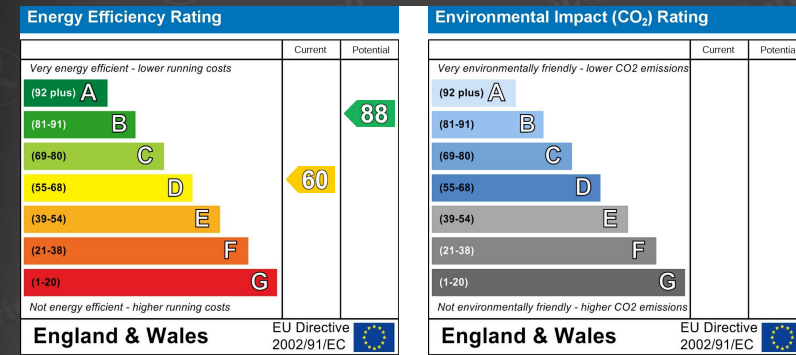 Energy Efficiency Rating
Current Potential
Very energy efficient - lower running costs
(92 plus) A
(81-91) B
88
(69-80) C
(55-68) D
60
(39-54) E
(21-38) F
(1-20) G
Not energy efficient - higher running costs
England & Wales
EU Directive
2002/91/EC
Environmental Impact (CO₂) Rating
Current Potentia
Very environmentally friendly - lower CO2 emissions
(92 plus) A
(81-91) B
(69-80) C
(55-68) D
(39-54) E
(21-38) F
(1-20) G
Not environmentally friendly - higher CO2 emissions
England & Wales
EU Directive
2002/91/EC